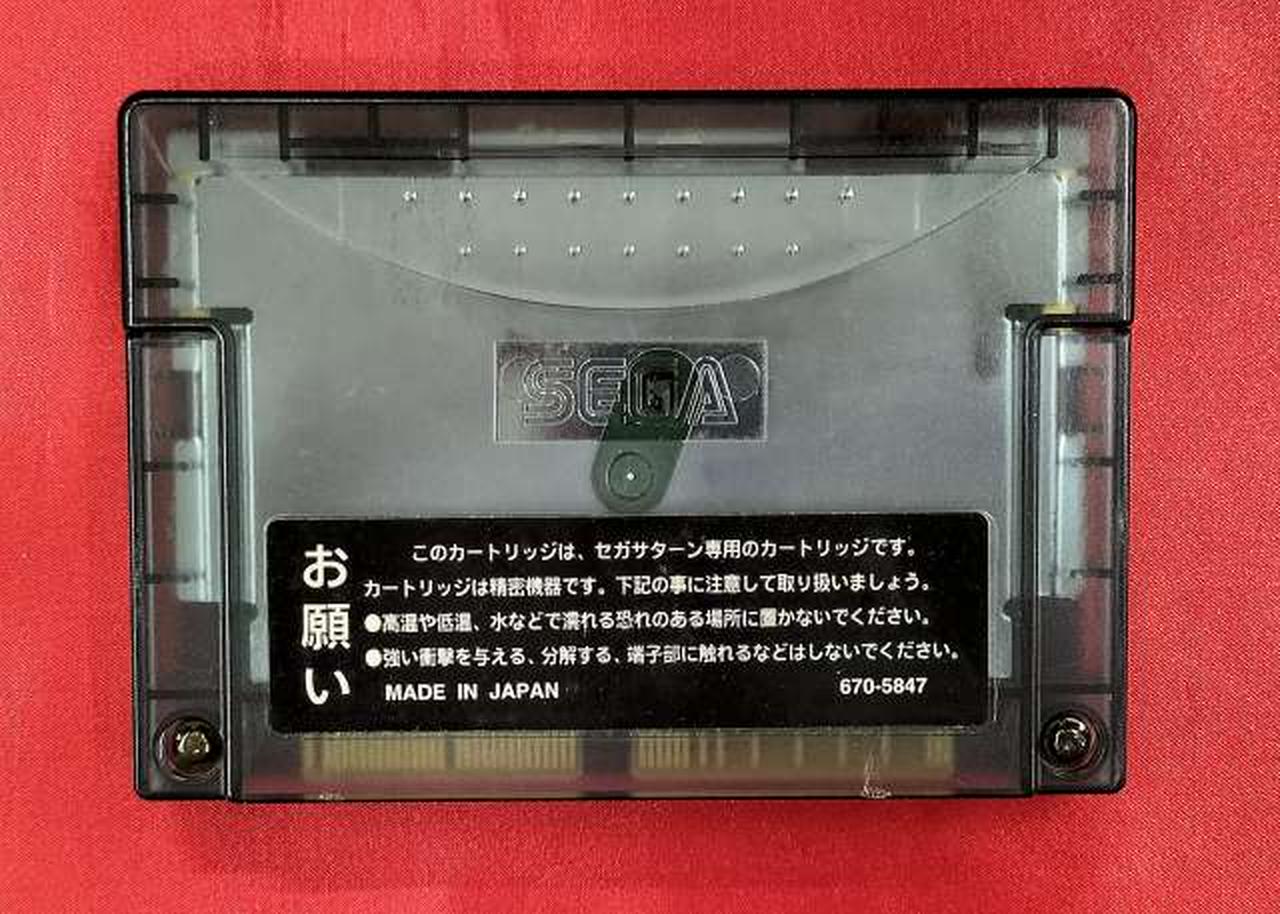 SEGA
お願い
このカートリッジは、セガサターン専用のカートリッジです。
カートリッジは精密機器です。下記の事に注意して取り扱いましょう。
●高温や低温、水などで濡れる恐れのある場所に置かないでください。
●強い衝撃を与える、分解する、端子部に触れるなどはしないでください。
MADE IN JAPAN 670-5847